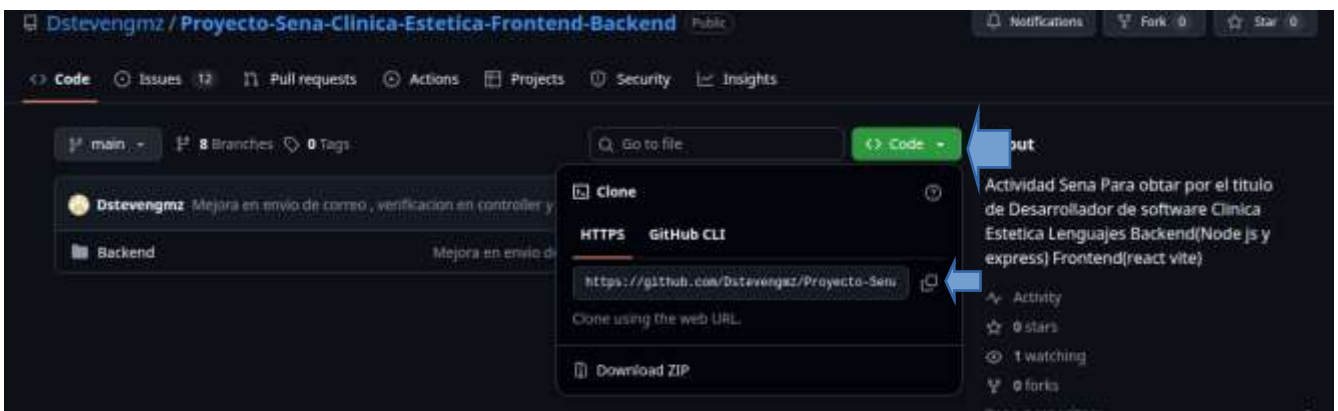 Dstevengmz / Proyecto-Sena-Clinica-Estetica-Frontend-Backend Public
Notifications Fork 0 Star 0
Code Issues 12 Pull requests Actions Projects Security Insights
main 8 Branches 0 Tags
Go to file
Code
Dstevengmz Mejora en envio de correo , verificacion en controller y
Backend Mejora en envio d
Clone
HTTPS GitHub CLI
https://github.com/Dstevengmz/Proyecto-Sen
Clone using the web URL.
Download ZIP
out
Actividad Sena Para obtar por el titulo
de Desarrollador de software Clinica
Estetica Lenguajes Backend(Node js y
express) Frontend(react vite)
Activity
0 stars
1 watching
0 forks